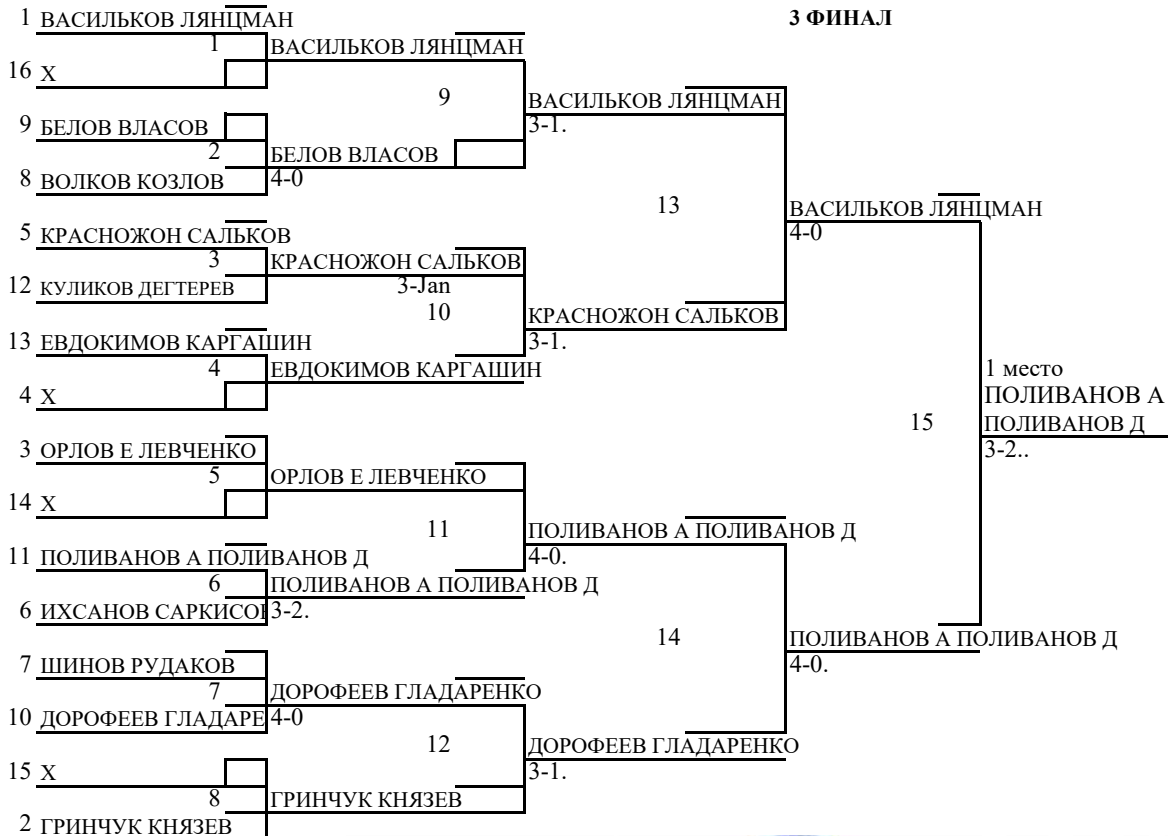 1 ВАСИЛЬКОВ ЛЯНЦМАН
3 ФИНАЛ
1 ВАСИЛЬКОВ ЛЯНЦМАН
16 Х
9 ВАСИЛЬКОВ ЛЯНЦМАН
3-1.
9 БЕЛОВ ВЛАСОВ
2 БЕЛОВ ВЛАСОВ
8 ВОЛКОВ КОЗЛОВ 4-0
13 ВАСИЛЬКОВ ЛЯНЦМАН
4-0
5 КРАСНОЖОН САЛЬКОВ
3 КРАСНОЖОН САЛЬКОВ
12 КУЛИКОВ ДЕГТЕРЕВ 3-Jan
10 КРАСНОЖОН САЛЬКОВ
3-1.
13 ЕВДОКИМОВ КАРГАШИН
4 ЕВДОКИМОВ КАРГАШИН
4 Х
1 место
ПОЛИВАНОВ А
15 ПОЛИВАНОВ Д
3-2..
3 ОРЛОВ Е ЛЕВЧЕНКО
5 ОРЛОВ Е ЛЕВЧЕНКО
14 Х
11 ПОЛИВАНОВ А ПОЛИВАНОВ Д
4-0.
11 ПОЛИВАНОВ А ПОЛИВАНОВ Д
6 ПОЛИВАНОВ А ПОЛИВАНОВ Д
6 ИХСАНОВ САРКИСОВ 3-2.
14 ПОЛИВАНОВ А ПОЛИВАНОВ Д
4-0.
7 ШИНОВ РУДАКОВ
7 ДОРОФЕЕВ ГЛАДАРЕНКО
10 ДОРОФЕЕВ ГЛАДАРЕ 4-0
12 ДОРОФЕЕВ ГЛАДАРЕНКО
3-1.
15 Х
8 ГРИНЧУК КНЯЗЕВ
2 ГРИНЧУК КНЯЗЕВ